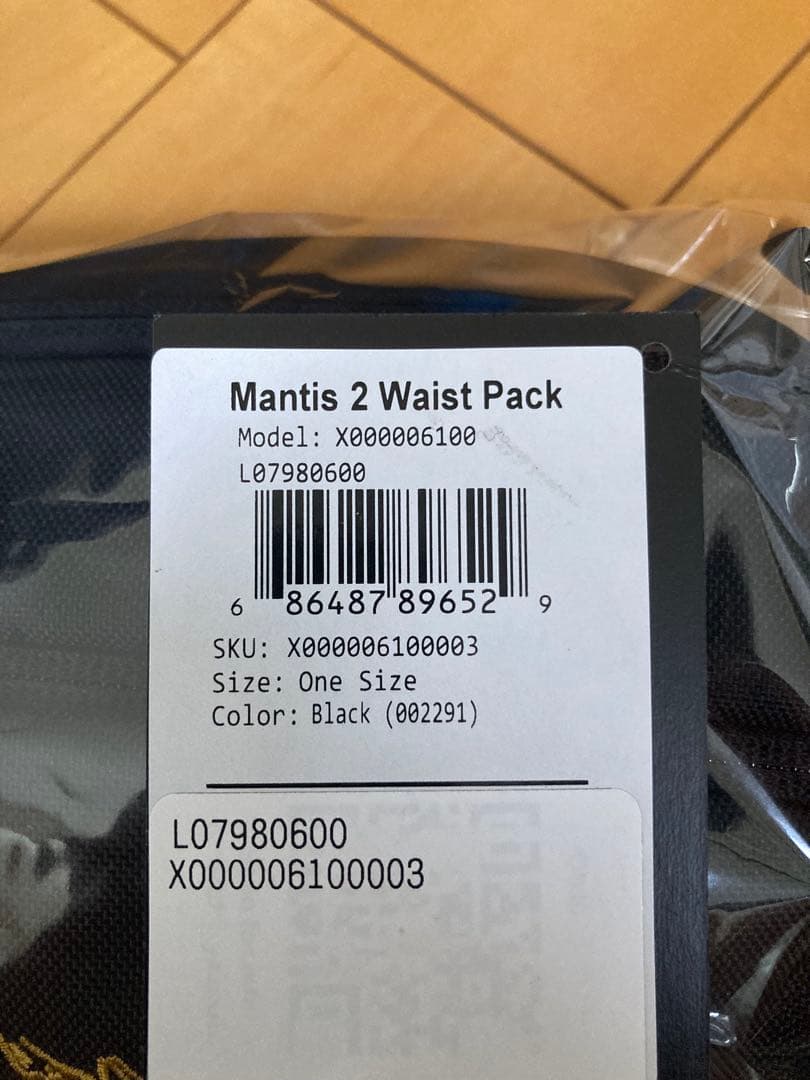 Mantis 2 Waist Pack
Model: X000006100
L07980600
6 86487 89652 9
SKU: X000006100003
Size: One Size
Color: Black (002291)
L07980600
X000006100003